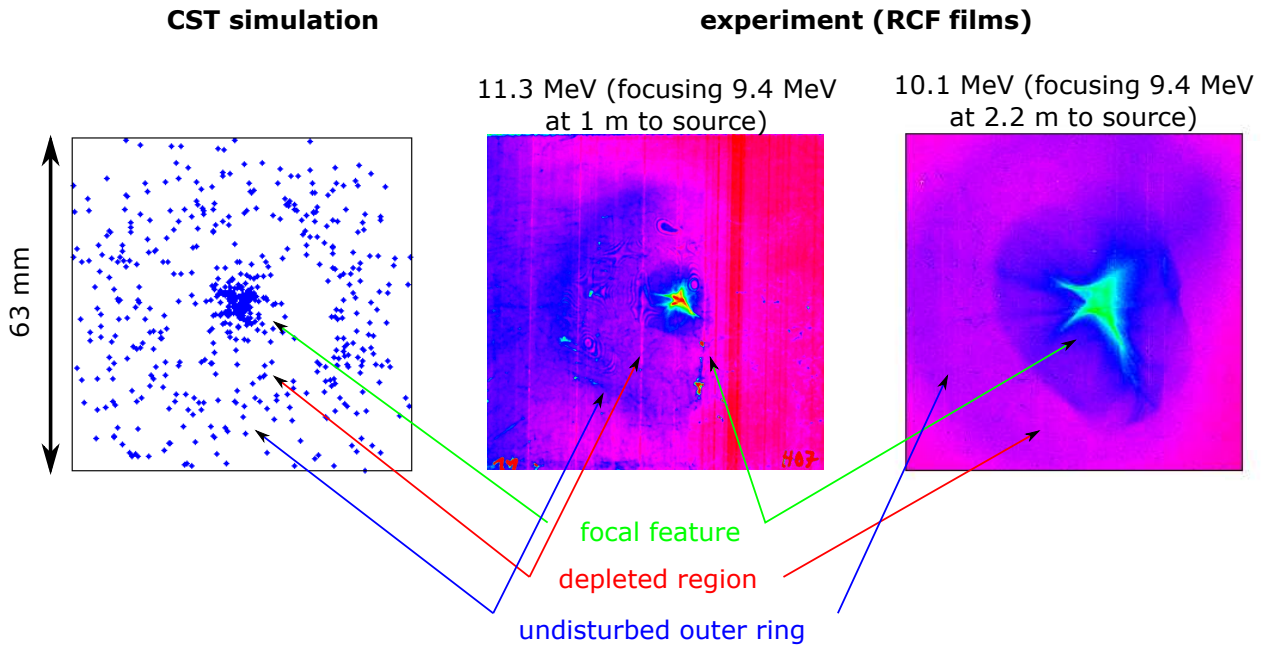 CST simulation
experiment (RCF films)
11.3 MeV (focusing 9.4 MeV
at 1 m to source)
10.1 MeV (focusing 9.4 MeV
at 2.2 m to source)
63 mm
focal feature
depleted region
undisturbed outer ring